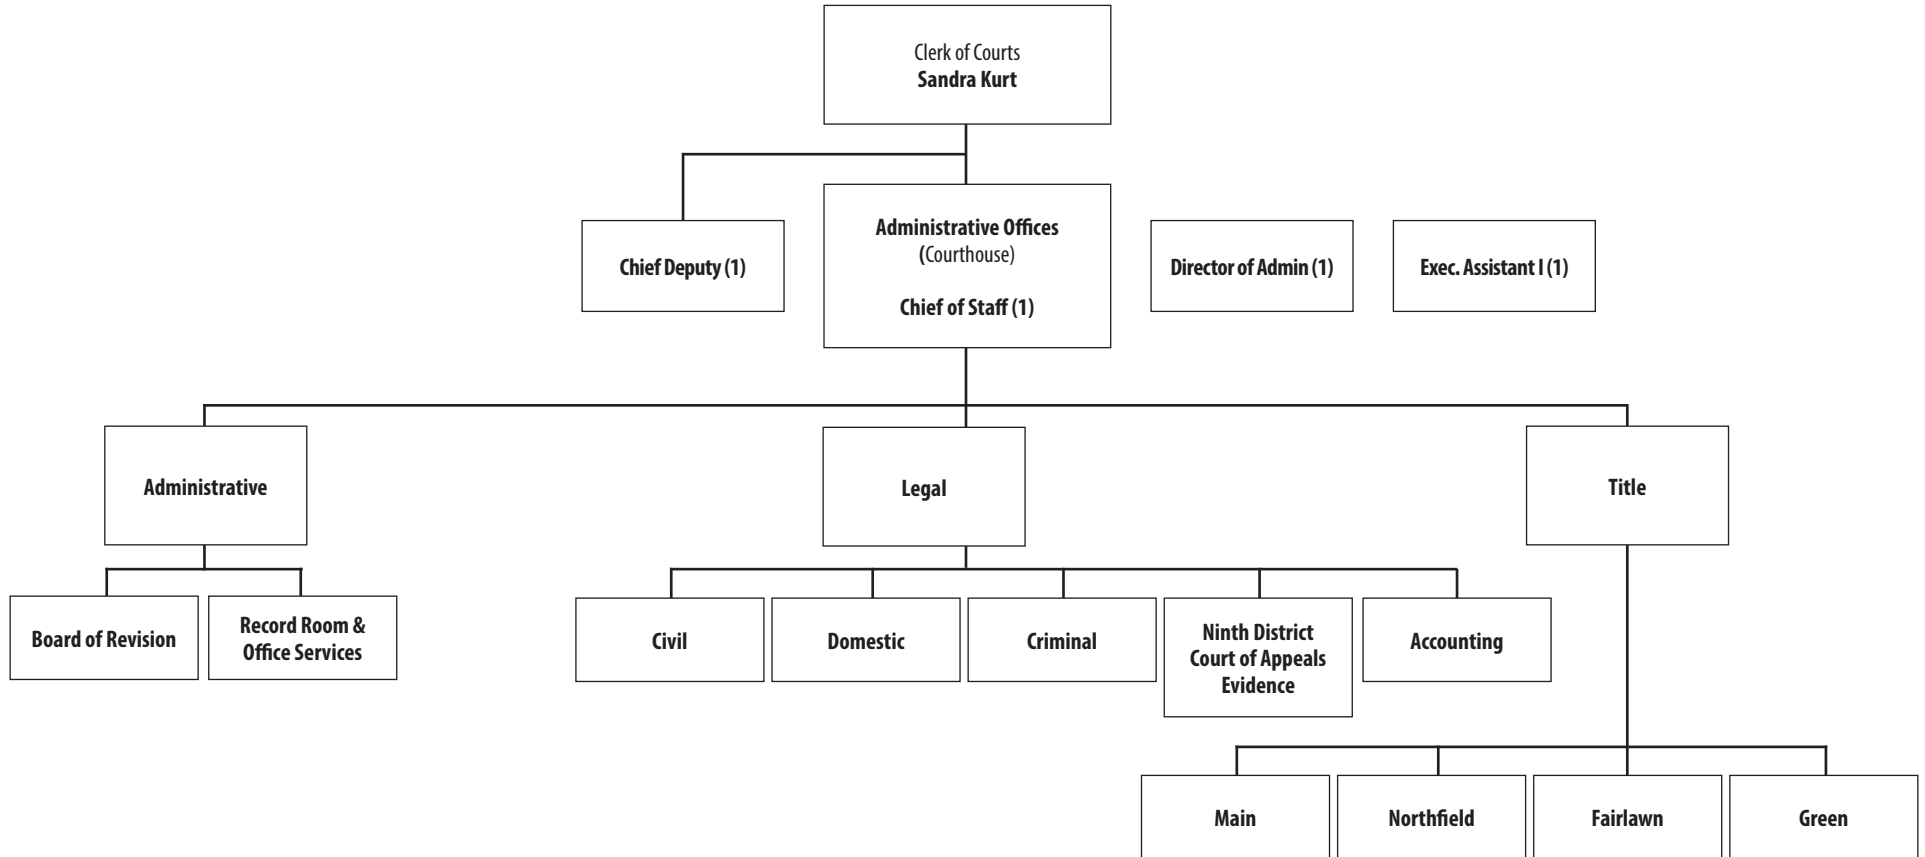 Clerk of Courts
Sandra Kurt
Chief Deputy (1)
Administrative Offices
(Courthouse)
Chief of Staff (1)
Director of Admin (1)
Exec. Assistant I (1)
Administrative
Legal
Title
Board of Revision
Record Room &
Office Services
Civil
Domestic
Criminal
Ninth District
Court of Appeals
Evidence
Accounting
Main
Northfield
Fairlawn
Green